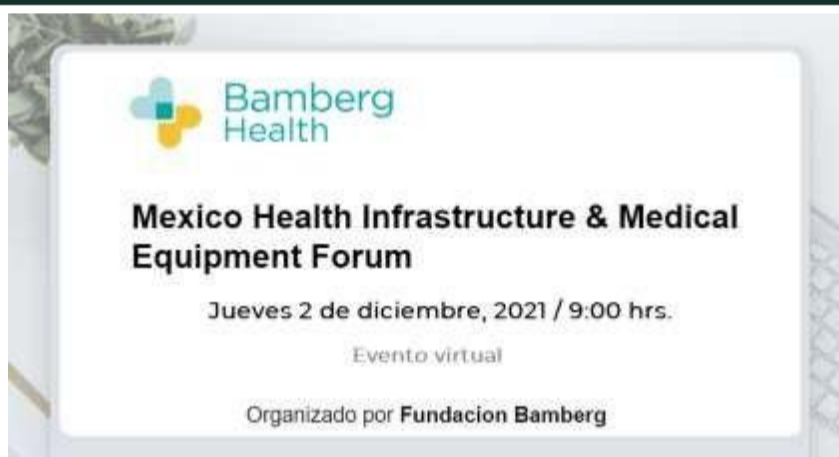 Bamberg
Health
Mexico Health Infrastructure & Medical
Equipment Forum
Jueves 2 de diciembre, 2021 / 9:00 hrs.
Evento virtual
Organizado por Fundacion Bamberg